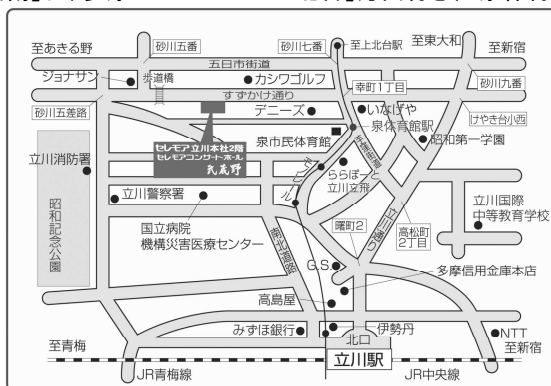 至あきる野
砂川五番
砂川七番
至上北台駅
至東大和
至新宿
五日市街道
ジョナサン
歩道橋
カシワゴルフ
幸町1丁目
砂川九番
すずかけ通り
砂川五差路
デニーズ
いなげや
けやき台小西
セレモア立川本社2階
セレモアコンサートホール
武蔵野
泉市民体育館
泉体育館駅
昭和第一学園
立川消防署
モノレール
ららぽーと
立川立飛
立川警察署
昭和記念公園
国立病院
機構災害医療センター
曙町2
立川通り
高松町
2丁目
立川国際
中等教育学校
G.S.
多摩信用金庫本店
高島屋
みずほ銀行
伊勢丹
北口
NTT
至青梅
立川駅
至新宿
JR青梅線
JR中央線